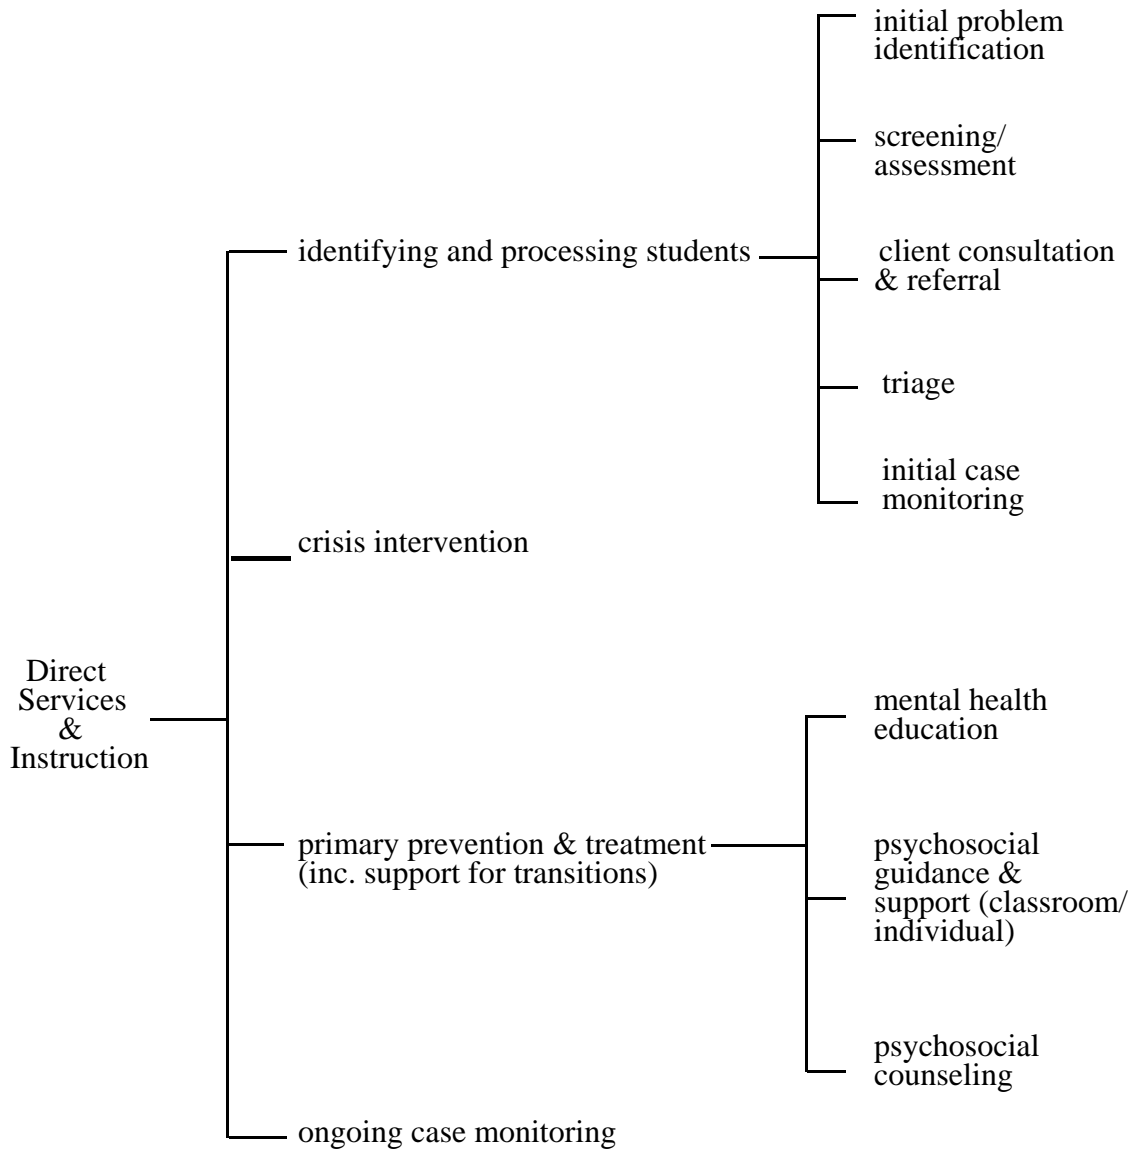 initial problem
identification
screening/
assessment
identifying and processing students
client consultation
& referral
triage
initial case
monitoring
crisis intervention
Direct
Services
&
Instruction
mental health
education
primary prevention & treatment
(inc. support for transitions)
psychosocial
guidance &
support (classroom/
individual)
psychosocial
counseling
ongoing case monitoring